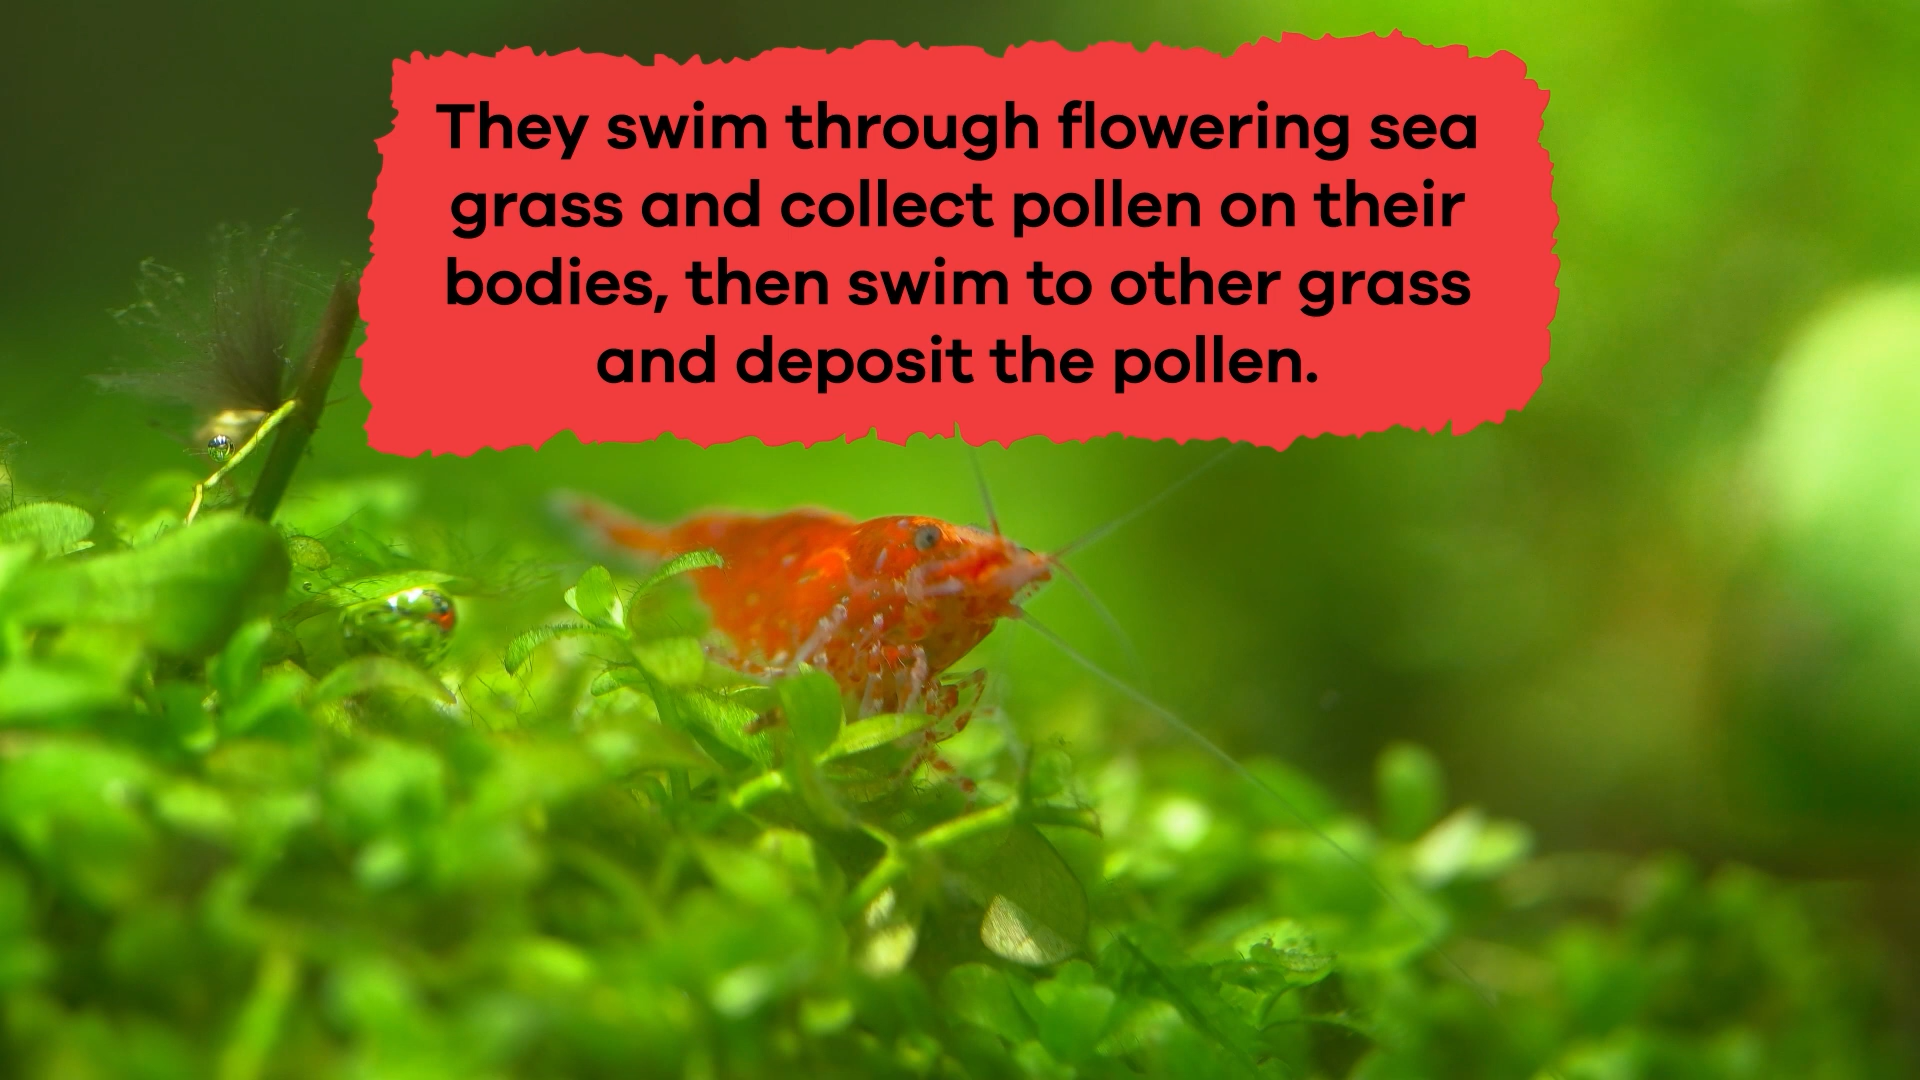 They swim through flowering sea
grass and collect pollen on their
bodies, then swim to other grass
and deposit the pollen.